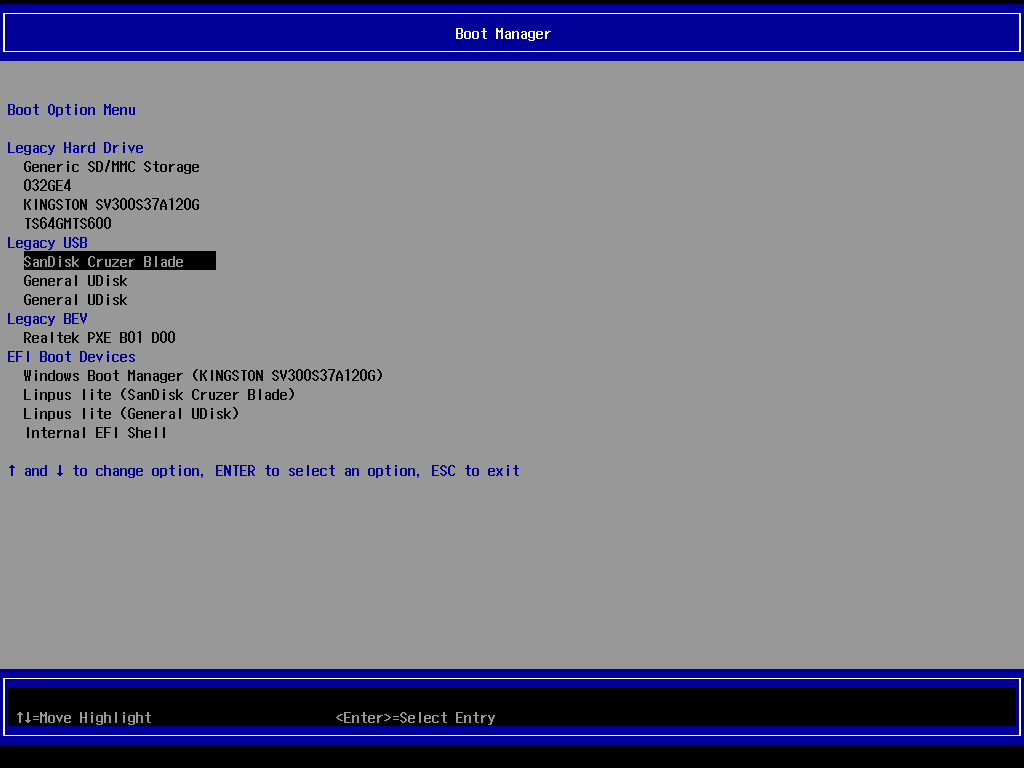 Boot Manager
Boot Option Menu
Legacy Hard Drive
Generic SD/MMC Storage
032GE4
KINGSTON SV300S37A120G
TS64GMTS600
Legacy USB
SanDisk Cruzer Blade
General UDisk
General UDisk
Legacy BEV
Realtek PXE B01 D00
EFI Boot Devices
Windows Boot Manager (KINGSTON SV300S37A120G)
Linpus lite (SanDisk Cruzer Blade)
Linpus lite (General UDisk)
Internal EFI Shell
↑ and ↓ to change option, ENTER to select an option, ESC to exit
↑↓=Move Highlight <Enter>=Select Entry